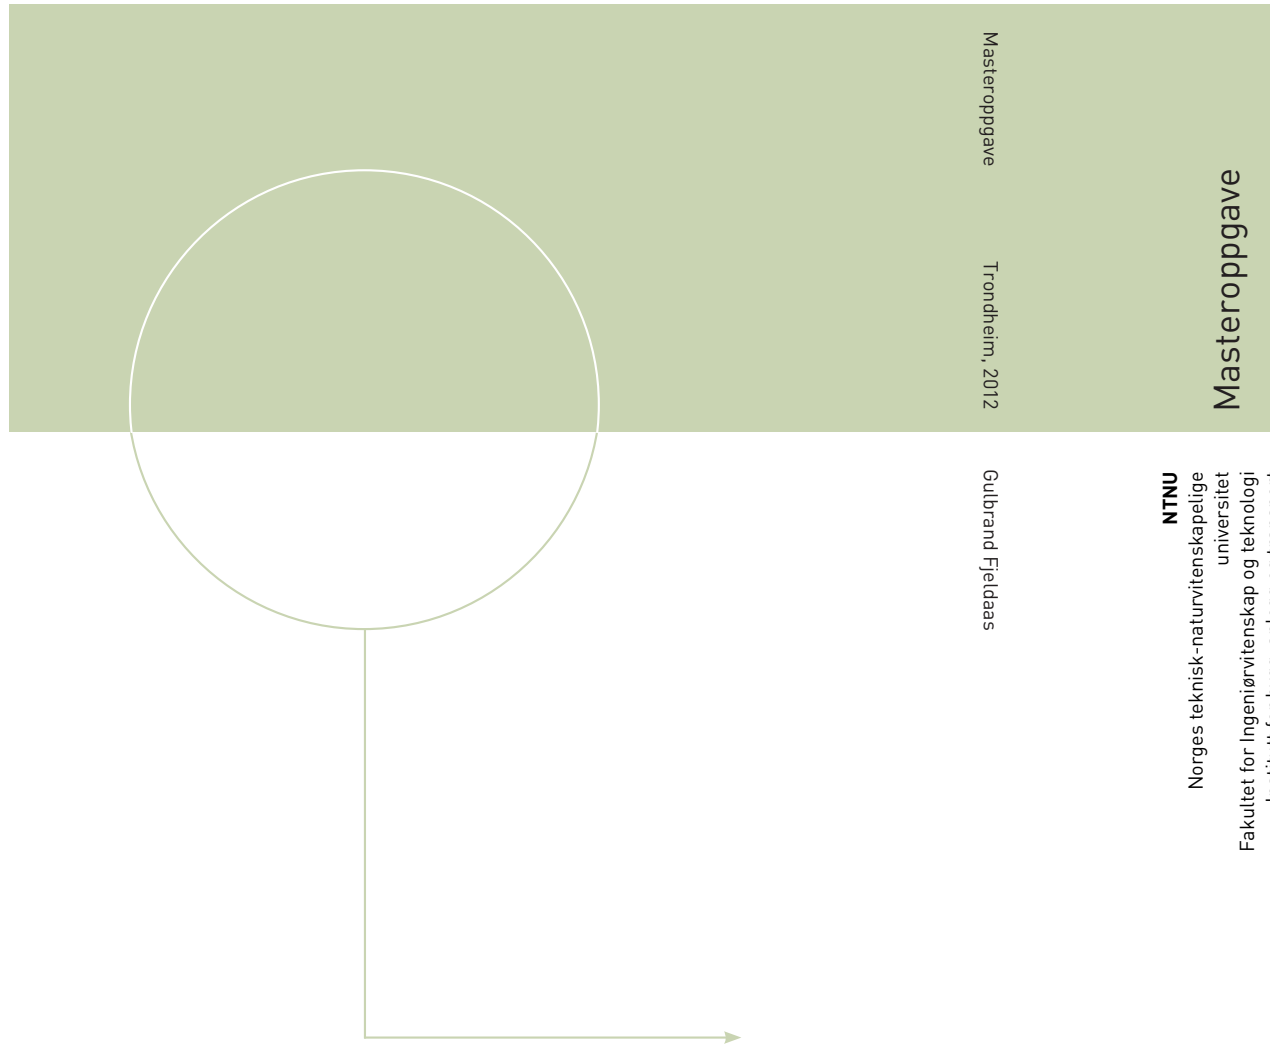 Masteroppgave
Trondheim, 2012
Gulbrand Fjeldaas
Masteroppgave
NTNU
Norges teknisk-naturvitenskapelige
universitet
Fakultet for Ingeniørvitenskap og teknologi